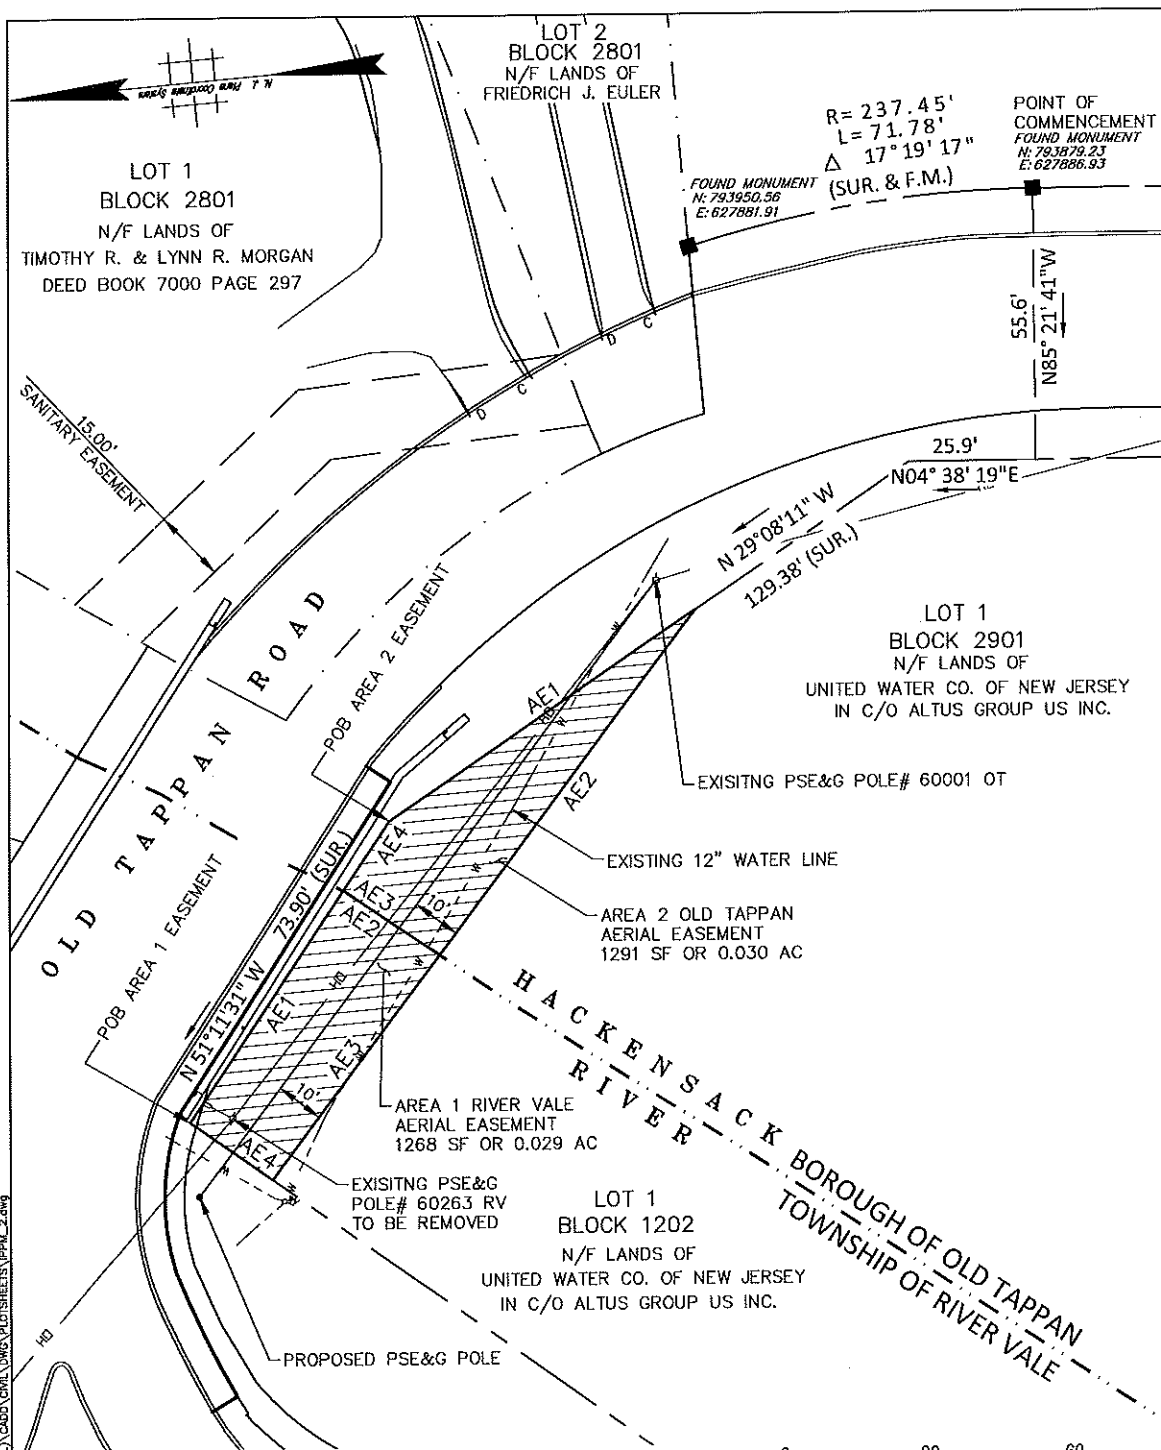 N. J. Plane Coordinate System
LOT 1
BLOCK 2801
N/F LANDS OF
TIMOTHY R. & LYNN R. MORGAN
DEED BOOK 7000 PAGE 297
LOT 2
BLOCK 2801
N/F LANDS OF
FRIEDRICH J. EULER
R= 237.45'
L= 71.78'
Δ 17°19'17"
(SUR. & F.M.)
POINT OF
COMMENCEMENT
FOUND MONUMENT
N: 793879.23
E: 627886.93
FOUND MONUMENT
N: 793950.56
E: 627881.91
55.6'
N85° 21' 41"W
25.9'
N04° 38' 19"E
N 29°08'11" W
129.38' (SUR.)
15.00'
SANITARY EASEMENT
D
C
D
C
OLD TAPPAN ROAD
POB AREA 2 EASEMENT
POB AREA 1 EASEMENT
LOT 1
BLOCK 2901
N/F LANDS OF
UNITED WATER CO. OF NEW JERSEY
IN C/O ALTUS GROUP US INC.
EXISITNG PSE&G POLE# 60001 OT
EXISTING 12" WATER LINE
AREA 2 OLD TAPPAN
AERIAL EASEMENT
1291 SF OR 0.030 AC
AE1
AE2
AE4
AE3
10'
W
W
W
W
N 51°11'31" W
73.90' (SUR.)
AE2
AE1
AE3
AE4
10'
W
W
AREA 1 RIVER VALE
AERIAL EASEMENT
1268 SF OR 0.029 AC
EXISITNG PSE&G
POLE# 60263 RV
TO BE REMOVED
PROPOSED PSE&G POLE
HACKENSACK
RIVER
BOROUGH OF OLD TAPPAN
TOWNSHIP OF RIVER VALE
LOT 1
BLOCK 1202
N/F LANDS OF
UNITED WATER CO. OF NEW JERSEY
IN C/O ALTUS GROUP US INC.